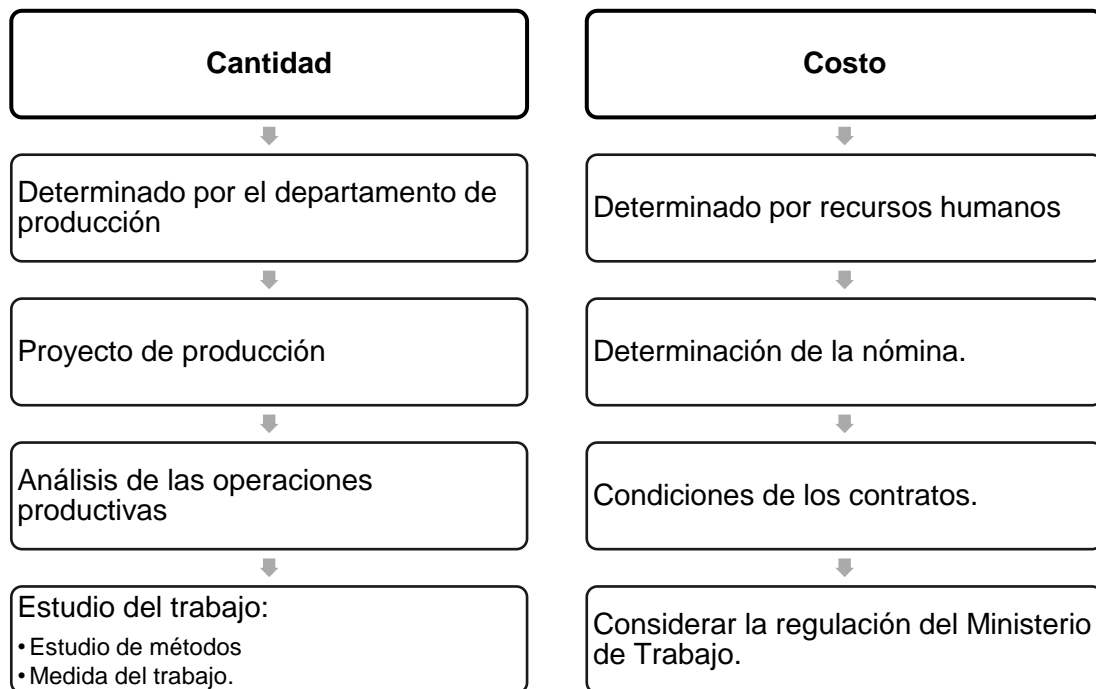 Cantidad
Determinado por el departamento de
producción
Proyecto de producción
Análisis de las operaciones
productivas
Estudio del trabajo:
• Estudio de métodos
• Medida del trabajo.
Costo
Determinado por recursos humanos
Determinación de la nómina.
Condiciones de los contratos.
Considerar la regulación del Ministerio
de Trabajo.